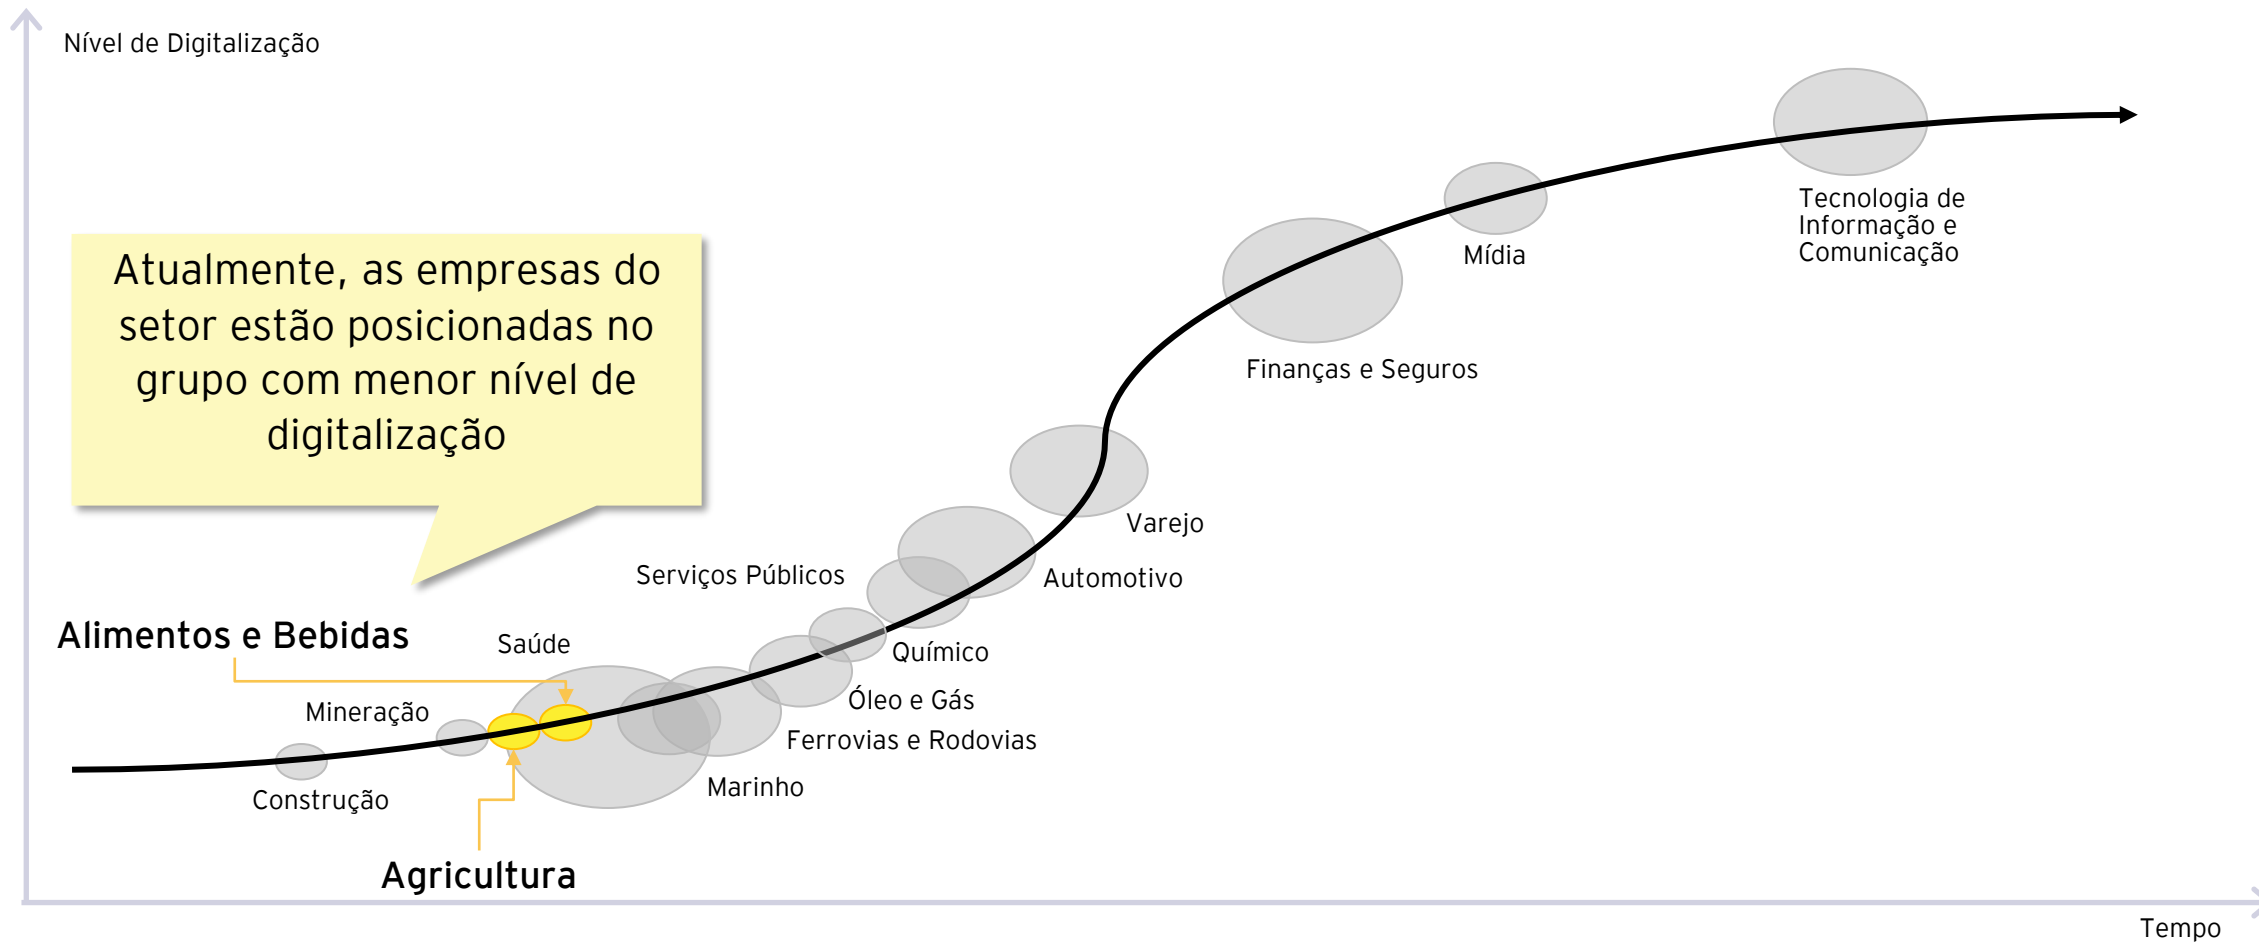 Nível de Digitalização
Tecnologia de
Informação e
Comunicação
Mídia
Atualmente, as empresas do
setor estão posicionadas no
grupo com menor nível de
digitalização
Finanças e Seguros
Varejo
Serviços Públicos
Automotivo
Alimentos e Bebidas
Saúde
Químico
Mineração
Óleo e Gás
Ferrovias e Rodovias
Marinho
Construção
Agricultura
Tempo